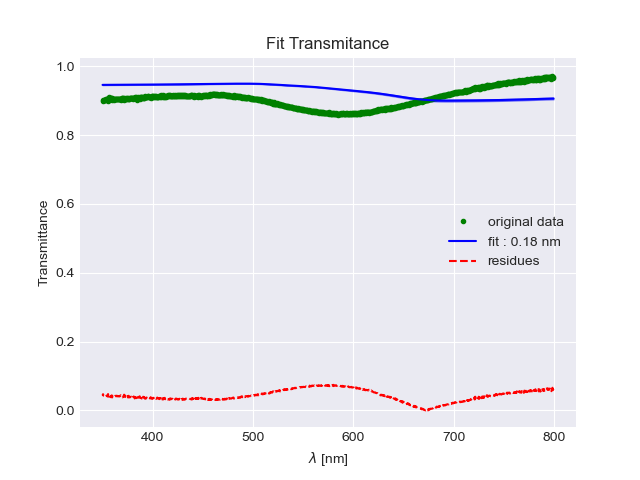 Fit Transmitance
Transmittance
1.0
0.8
0.6
0.4
0.2
0.0
original data
fit : 0.18 nm
residues
400 500 600 700 800
λ [nm]